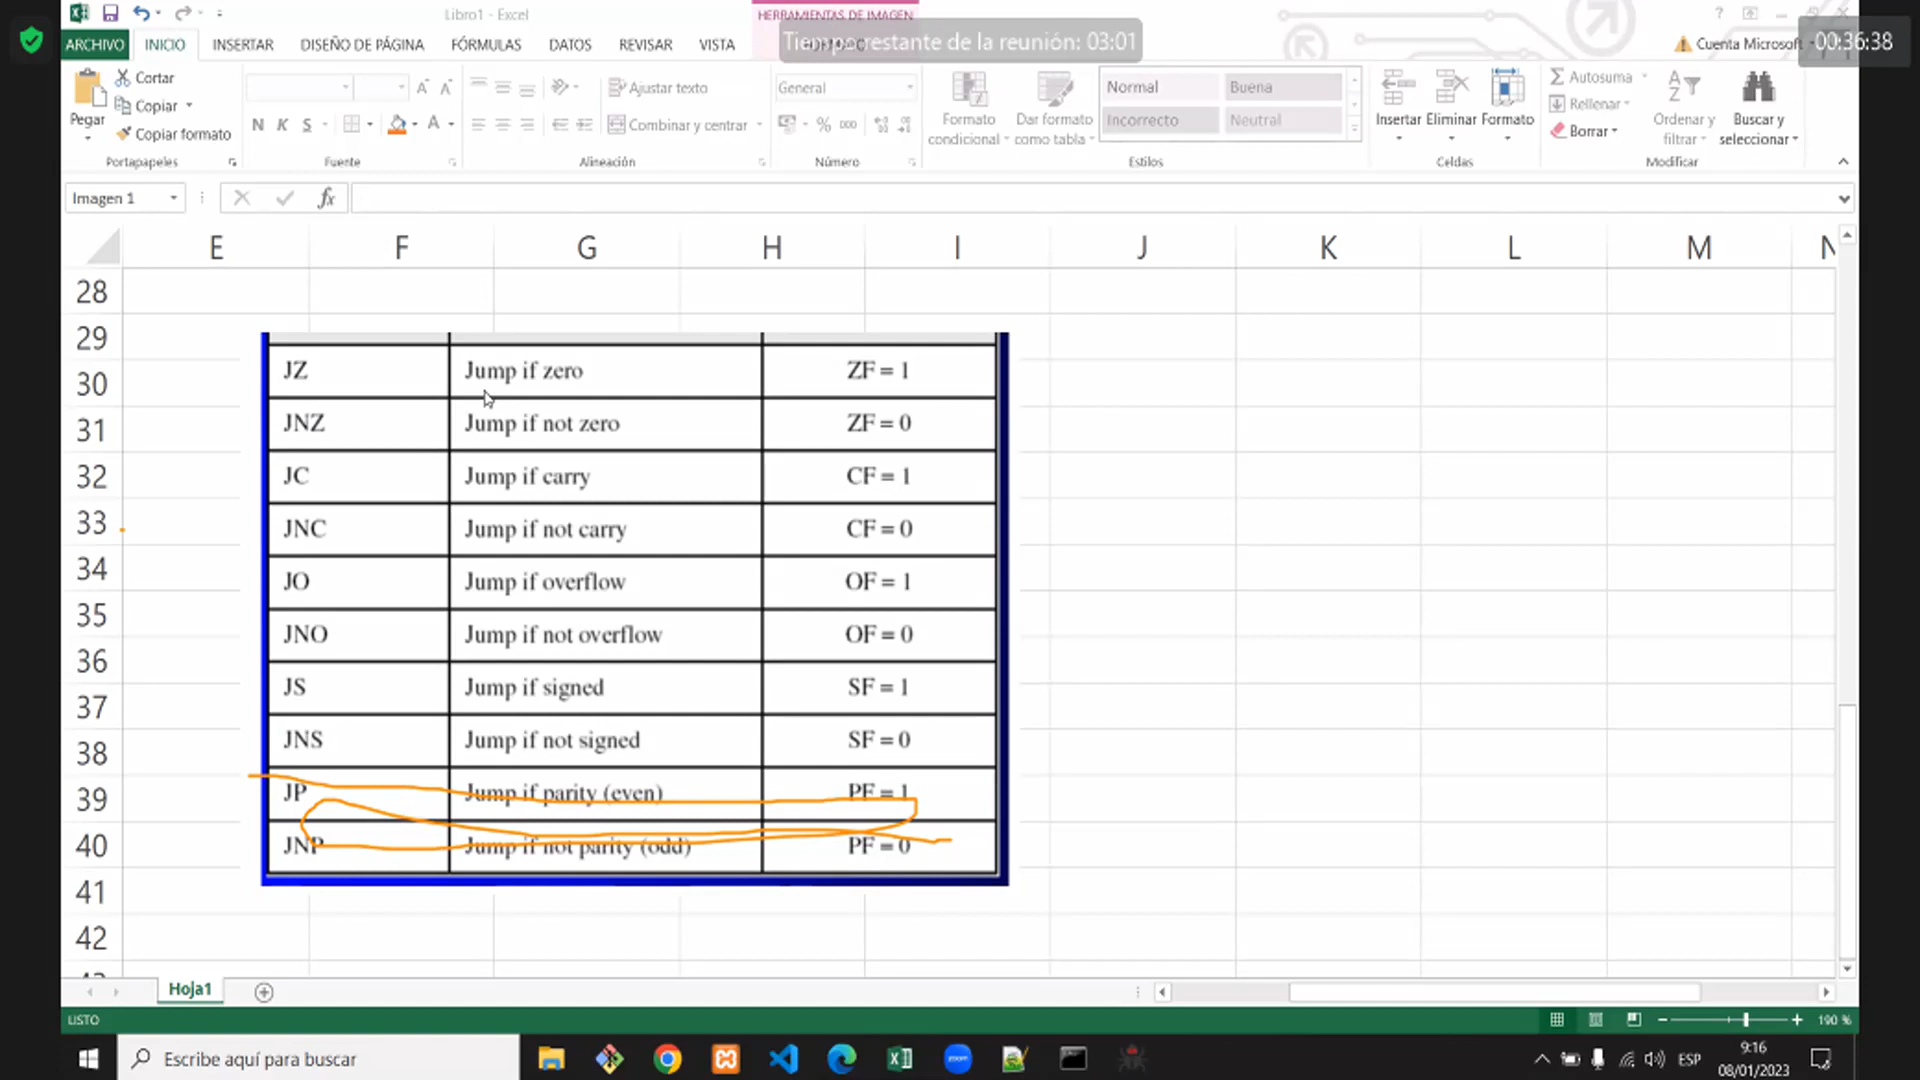 Libro1 - Excel
HERRAMIENTAS DE IMAGEN
?
ARCHIVO INICIO INSERTAR DISEÑO DE PÁGINA FÓRMULAS DATOS REVISAR VISTA
Tiempo restante de la reunión: 03:01
Cuenta Microsoft
00:36:38
Pegar
Cortar
Copiar
Copiar formato
Portapapeles
N K S
A
Fuente
Ajustar texto
Combinar y centrar
Alineación
General
% 000
Número
Formato condicional
Dar formato como tabla
Normal Buena
Incorrecto Neutral
Estilos
Insertar Eliminar Formato
Celdas
Autosuma
Rellenar
Borrar
Ordenar y filtrar
Buscar y seleccionar
Modificar
Imagen 1
fx
E F G H I J K L M N
28
29
30
31
32
33
34
35
36
37
38
39
40
41
42
JZ Jump if zero ZF = 1
JNZ Jump if not zero ZF = 0
JC Jump if carry CF = 1
JNC Jump if not carry CF = 0
JO Jump if overflow OF = 1
JNO Jump if not overflow OF = 0
JS Jump if signed SF = 1
JNS Jump if not signed SF = 0
JP Jump if parity (even) PF = 1
JNP Jump if not parity (odd) PF = 0
Hoja1
LISTO
190 %
Escribe aquí para buscar
zoom
ESP
9:16
08/01/2023